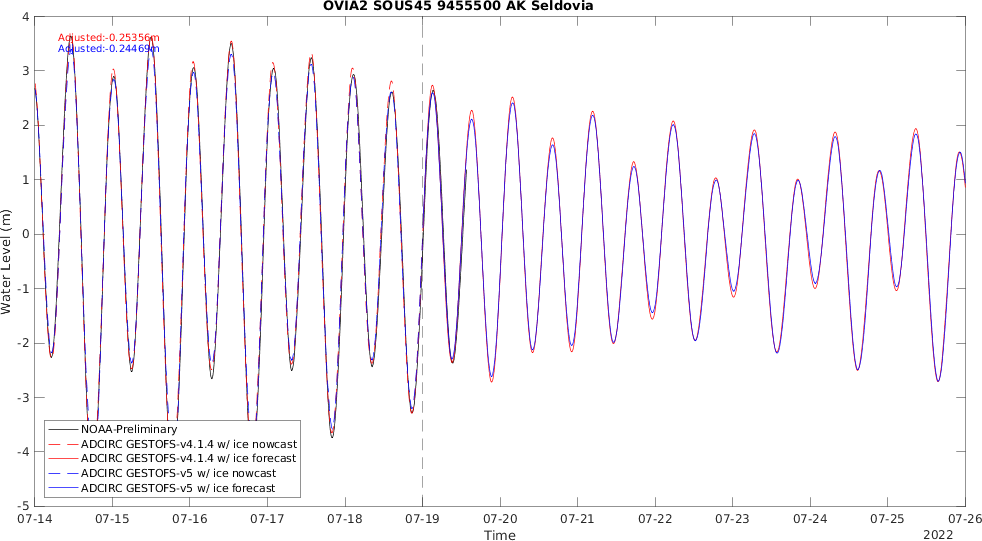 OVIA2 SOUS45 9455500 AK Seldovia
Adjusted:-0.25356m
Adjusted:-0.24469m
Water Level (m)
4
3
2
1
0
-1
-2
-3
-4
-5
NOAA-Preliminary
ADCIRC GESTOFS-v4.1.4 w/ ice nowcast
ADCIRC GESTOFS-v4.1.4 w/ ice forecast
ADCIRC GESTOFS-v5 w/ ice nowcast
ADCIRC GESTOFS-v5 w/ ice forecast
07-14 07-15 07-16 07-17 07-18 07-19 07-20 07-21 07-22 07-23 07-24 07-25 07-26
Time
2022